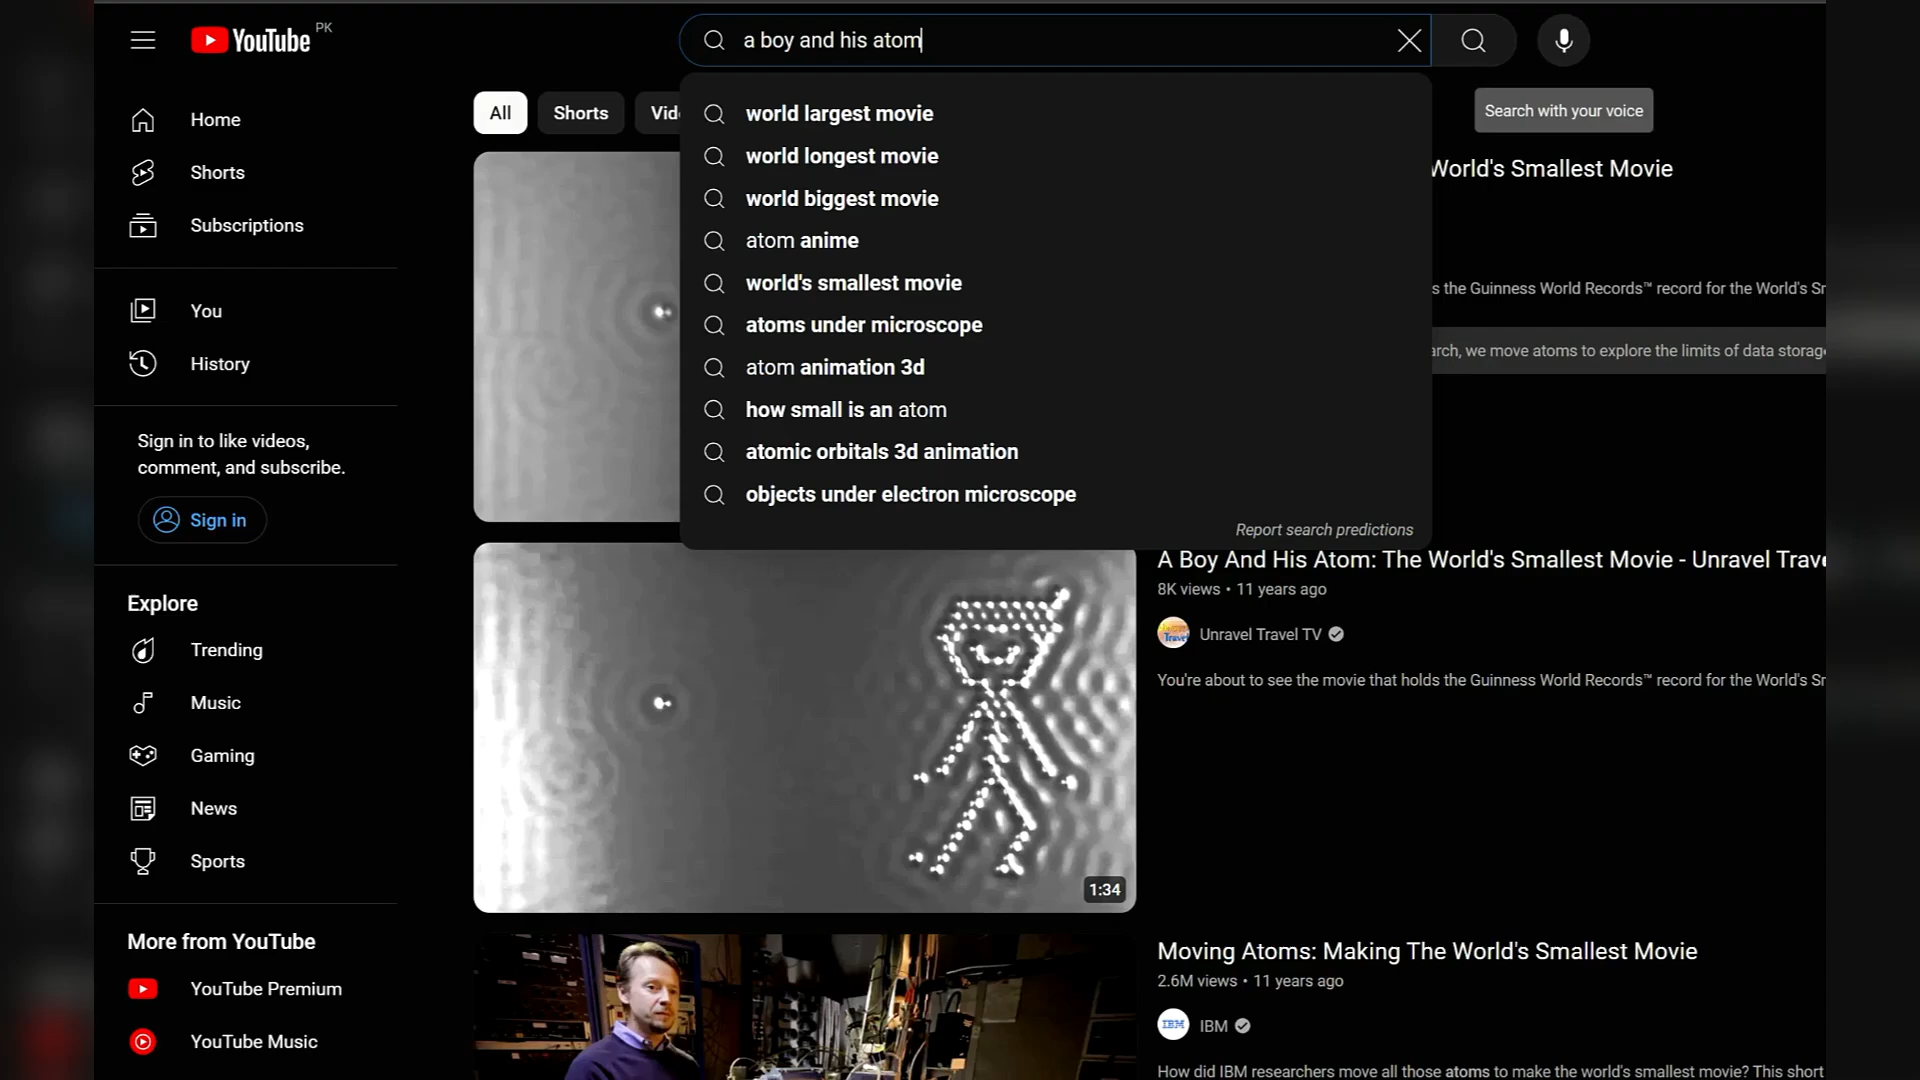 YouTube PK
a boy and his atom
Home
Shorts
Subscriptions
You
History
Sign in to like videos,
comment, and subscribe.
Sign in
Explore
Trending
Music
Gaming
News
Sports
More from YouTube
YouTube Premium
YouTube Music
All
Shorts
world largest movie
world longest movie
world biggest movie
atom anime
world's smallest movie
atoms under microscope
atom animation 3d
how small is an atom
atomic orbitals 3d animation
objects under electron microscope
Report search predictions
Search with your voice
World's Smallest Movie
the Guinness World Records™ record for the World's
we move atoms to explore the limits of data
1:34
A Boy And His Atom: The World's Smallest Movie - Unravel
8K views • 11 years ago
Unravel Travel TV
You're about to see the movie that holds the Guinness World Records™ record for the World's
Moving Atoms: Making The World's Smallest Movie
2.6M views • 11 years ago
IBM
IBM
How did IBM researchers move all those atoms to make the world's smallest movie? This short